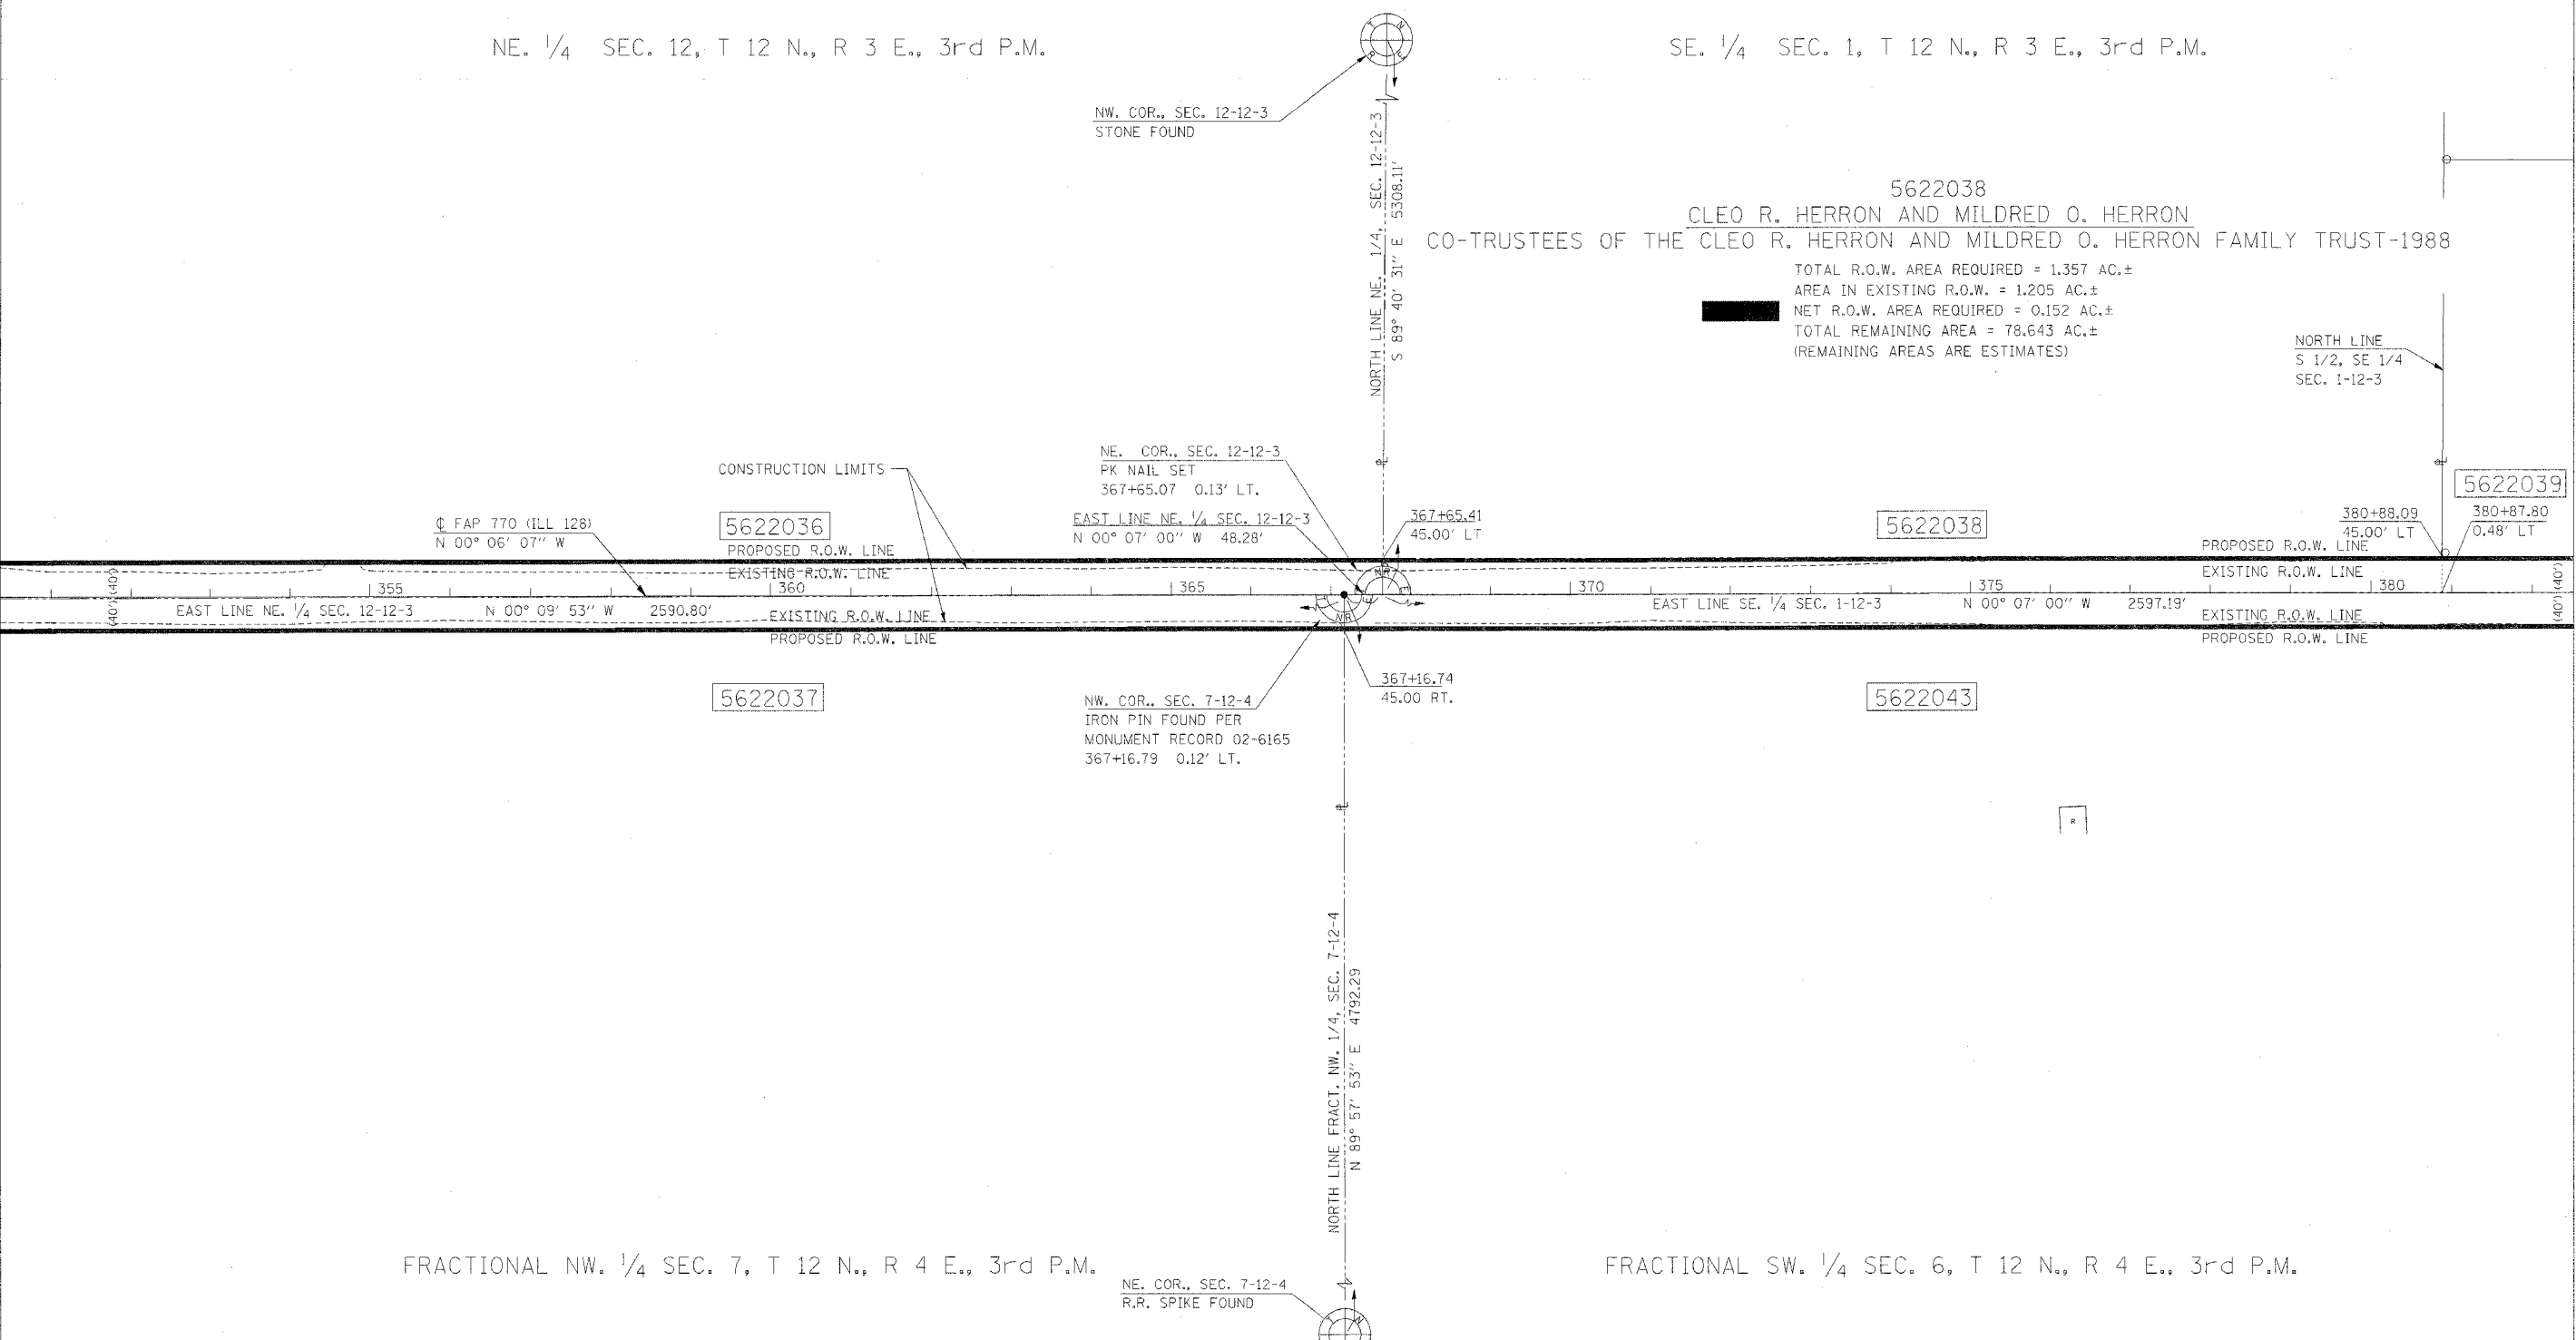 NE. 1/4 SEC. 12, T 12 N., R 3 E., 3rd P.M.
SE. 1/4 SEC. 1, T 12 N., R 3 E., 3rd P.M.
NW. COR., SEC. 12-12-3
STONE FOUND
NORTH LINE NE. 1/4, SEC. 12-12-3
S 89° 40' 31" E 5308.11'
5622038
CLEO R. HERRON AND MILDRED O. HERRON
CO-TRUSTEES OF THE CLEO R. HERRON AND MILDRED O. HERRON FAMILY TRUST-1988
TOTAL R.O.W. AREA REQUIRED = 1.357 AC.±
AREA IN EXISTING R.O.W. = 1.205 AC.±
NET R.O.W. AREA REQUIRED = 0.152 AC.±
TOTAL REMAINING AREA = 78.643 AC.±
(REMAINING AREAS ARE ESTIMATES)
NORTH LINE
S 1/2, SE 1/4
SEC. 1-12-3
CONSTRUCTION LIMITS
NE. COR., SEC. 12-12-3
PK NAIL SET
367+65.07 0.13' LT.
EAST LINE NE. 1/4 SEC. 12-12-3
N 00° 07' 00" W 48.28'
367+65.41
45.00' LT
5622038
5622039
380+88.09
45.00' LT
380+87.80
0.48' LT
℄ FAP 770 (ILL 128)
N 00° 06' 07" W
5622036
PROPOSED R.O.W. LINE
EXISTING R.O.W. LINE
PROPOSED R.O.W. LINE
EXISTING R.O.W. LINE
(40') (40')
355
360
365
370
375
380
(40') (40')
EAST LINE NE. 1/4 SEC. 12-12-3 N 00° 09' 53" W 2590.80'
EAST LINE SE. 1/4 SEC. 1-12-3 N 00° 07' 00" W 2597.19'
EXISTING R.O.W. LINE
PROPOSED R.O.W. LINE
EXISTING R.O.W. LINE
PROPOSED R.O.W. LINE
5622037
NW. COR., SEC. 7-12-4
IRON PIN FOUND PER
MONUMENT RECORD 02-6165
367+16.79 0.12' LT.
367+16.74
45.00 RT.
5622043
R
NORTH LINE FRACT. NW. 1/4, SEC. 7-12-4
N 89° 57' 53" E 4792.29
FRACTIONAL NW. 1/4 SEC. 7, T 12 N., R 4 E., 3rd P.M.
FRACTIONAL SW. 1/4 SEC. 6, T 12 N., R 4 E., 3rd P.M.
NE. COR., SEC. 7-12-4
R.R. SPIKE FOUND